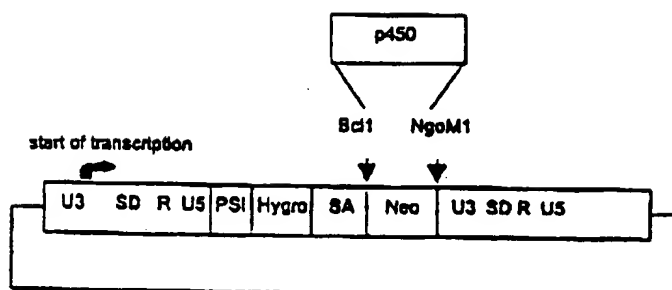 p450
Bcl1 NgoM1
start of transcription
U3 SD R U5 PSI Hygro SA Neo U3 SD R U5